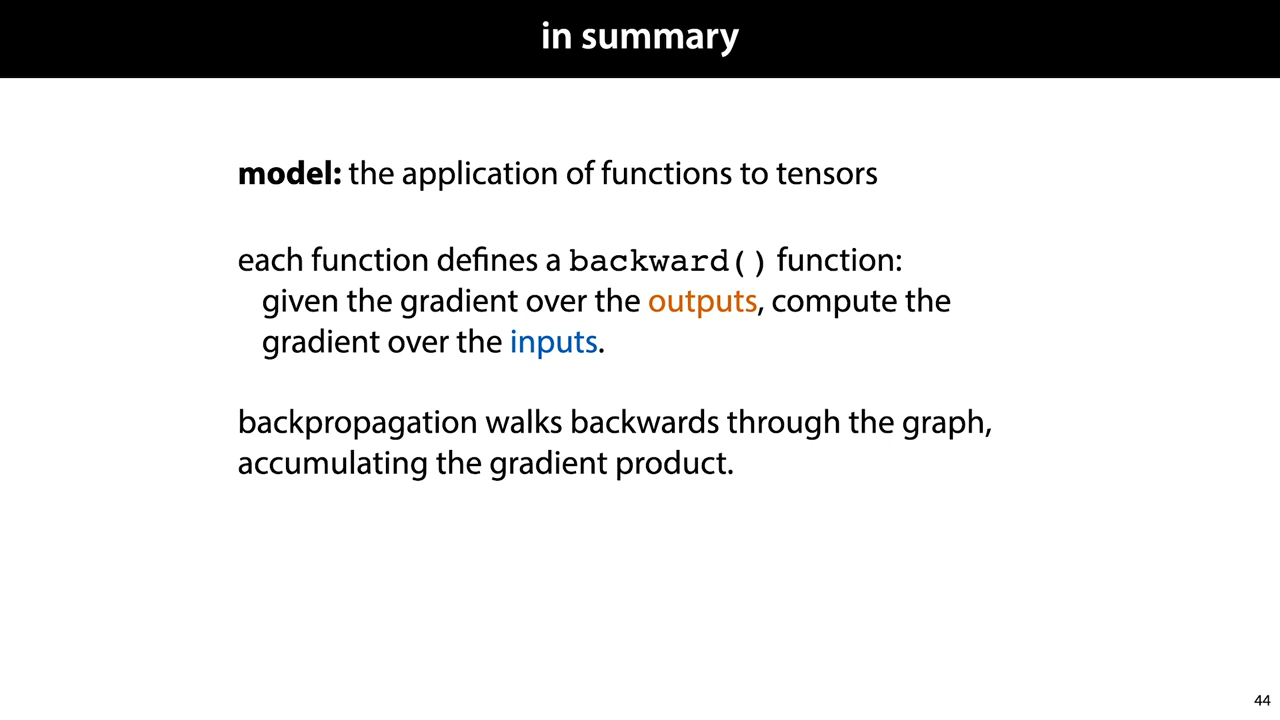 in summary
model: the application of functions to tensors
each function defines a backward() function:
given the gradient over the outputs, compute the
gradient over the inputs.
backpropagation walks backwards through the graph,
accumulating the gradient product.
44